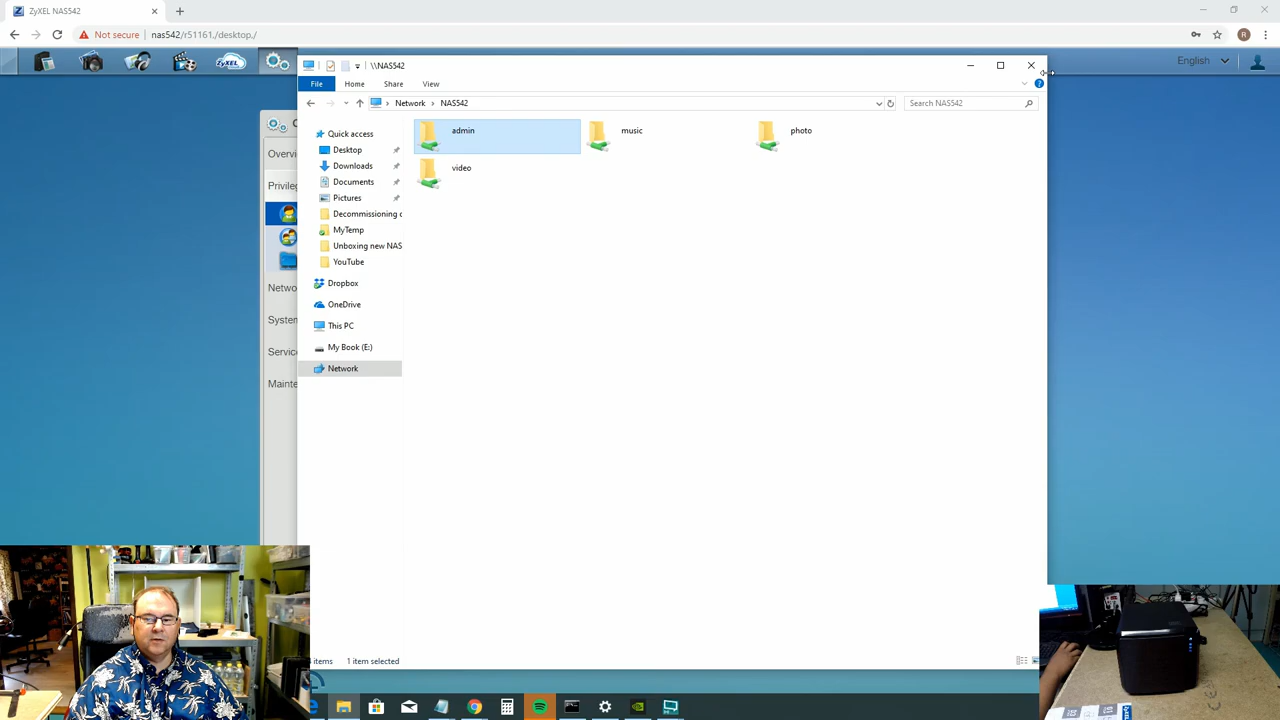 ZyXEL NAS542
Not secure
nas542/r51161,/desktop,/
R
English
\\NAS542
File
Home
Share
View
Network
NAS542
Search NAS542
Quick access
Desktop
Downloads
Documents
Pictures
Decommissioning
MyTemp
Unboxing new NAS
YouTube
Dropbox
OneDrive
This PC
My Book (E:)
Network
admin
music
photo
video
Overvi
Privileg
Netwo
System
Servic
Mainte
items
1 item selected